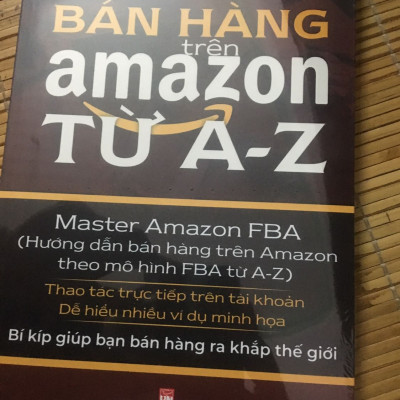 BÁN HÀNG
trên
amazon
TỪ A-Z
Master Amazon FBA
(Hướng dẫn bán hàng trên Amazon
theo mô hình FBA từ A-Z)
Thao tác trực tiếp trên tài khoản
Dễ hiểu nhiều ví dụ minh họa
Bí kíp giúp bạn bán hàng ra khắp thế giới